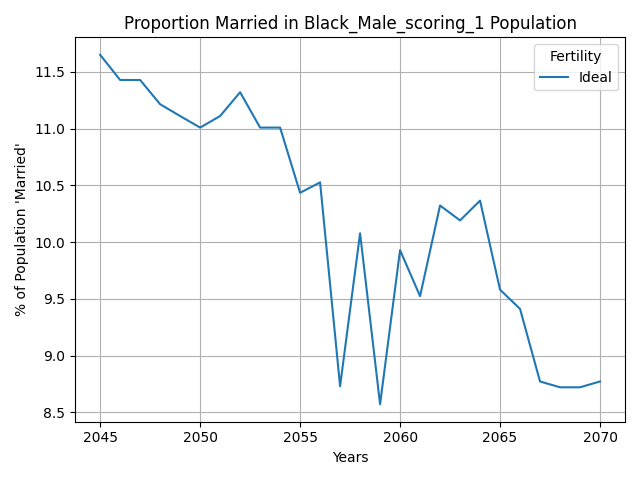 Proportion Married in Black_Male_scoring_1 Population
Fertility
Ideal
% of Population 'Married'
11.5
11.0
10.5
10.0
9.5
9.0
8.5
2045
2050
2055
2060
2065
2070
Years